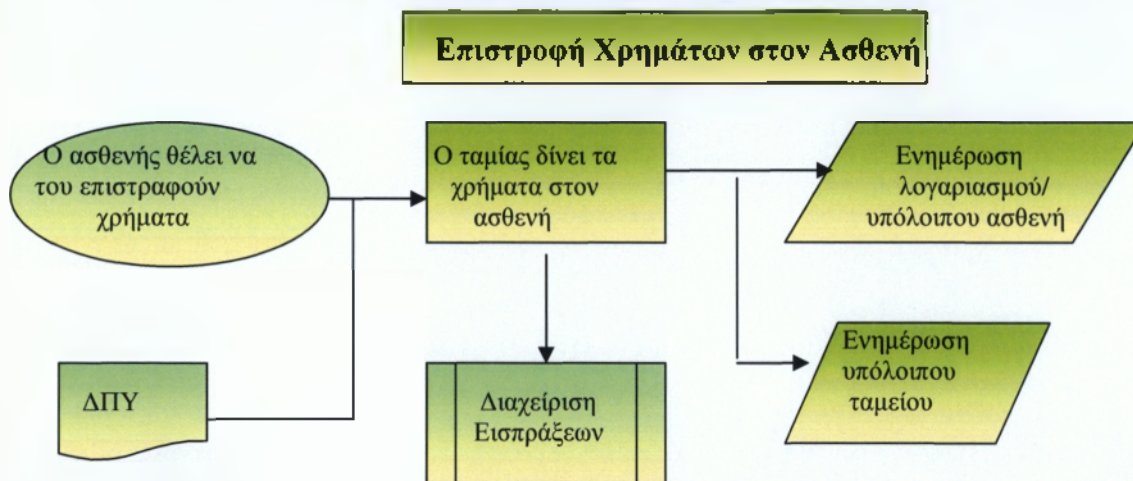 Επιστροφή Χρημάτων στον Ασθενή
Ο ασθενής θέλει να
του επιστραφούν
χρήματα
Ο ταμίας δίνει τα
χρήματα στον
ασθενή
Ενημέρωση
λογαριασμού/
υπόλοιπου ασθενή
ΔΠΥ
Διαχείριση
Εισπράξεων
Ενημέρωση
υπόλοιπου
ταμείου